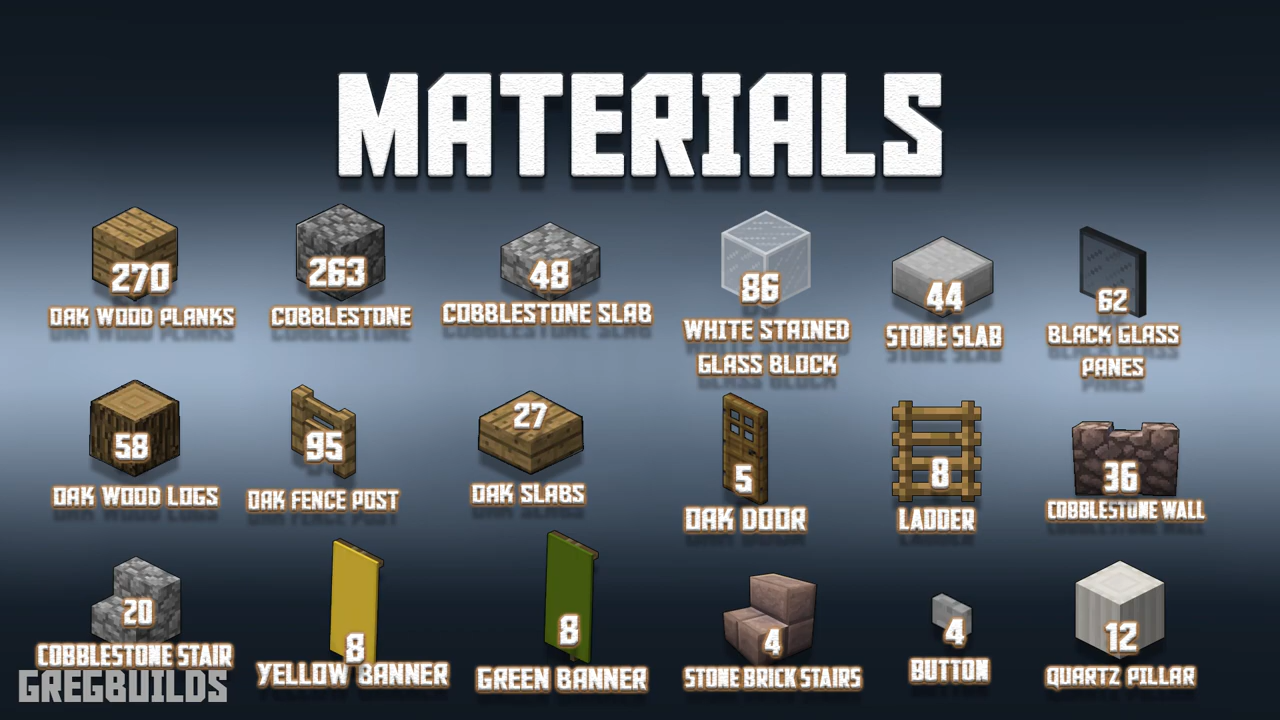 MATERIALS
270
OAK WOOD PLANKS
263
COBBLESTONE
48
COBBLESTONE SLAB
86
WHITE STAINED
GLASS BLOCK
44
STONE SLAB
62
BLACK GLASS
PANES
58
OAK WOOD LOGS
95
OAK FENCE POST
27
OAK SLABS
5
OAK DOOR
8
LADDER
36
COBBLESTONE WALL
20
COBBLESTONE STAIR
8
YELLOW BANNER
8
GREEN BANNER
4
STONE BRICK STAIRS
4
BUTTON
12
QUARTZ PILLAR
GREGBUILDS